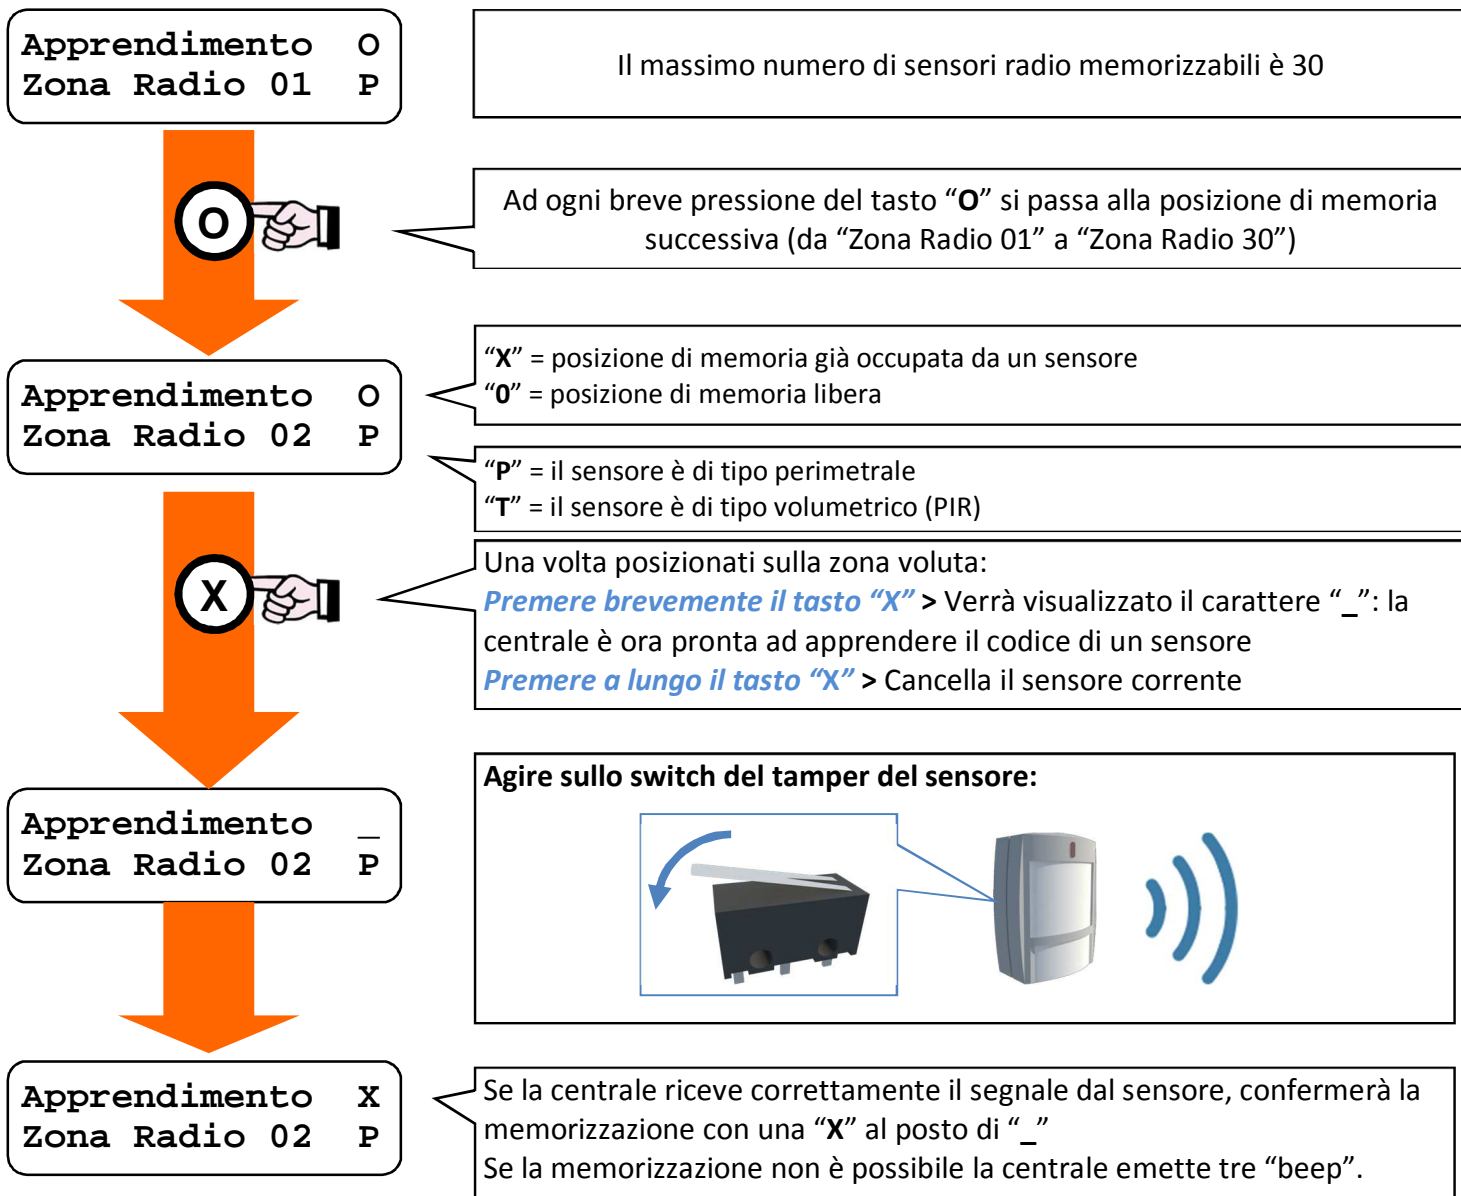 Apprendimento O
Zona Radio 01 P
Il massimo numero di sensori radio memorizzabili è 30
O
Ad ogni breve pressione del tasto “O” si passa alla posizione di memoria
successiva (da “Zona Radio 01” a “Zona Radio 30”)
Apprendimento O
Zona Radio 02 P
“X” = posizione di memoria già occupata da un sensore
“0” = posizione di memoria libera
“P” = il sensore è di tipo perimetrale
“T” = il sensore è di tipo volumetrico (PIR)
X
Una volta posizionati sulla zona voluta:
Premere brevemente il tasto “X” > Verrà visualizzato il carattere “_”: la
centrale è ora pronta ad apprendere il codice di un sensore
Premere a lungo il tasto “X” > Cancella il sensore corrente
Apprendimento _
Zona Radio 02 P
Agire sullo switch del tamper del sensore:
Apprendimento X
Zona Radio 02 P
Se la centrale riceve correttamente il segnale dal sensore, confermerà la
memorizzazione con una “X” al posto di “_”
Se la memorizzazione non è possibile la centrale emette tre “beep”.